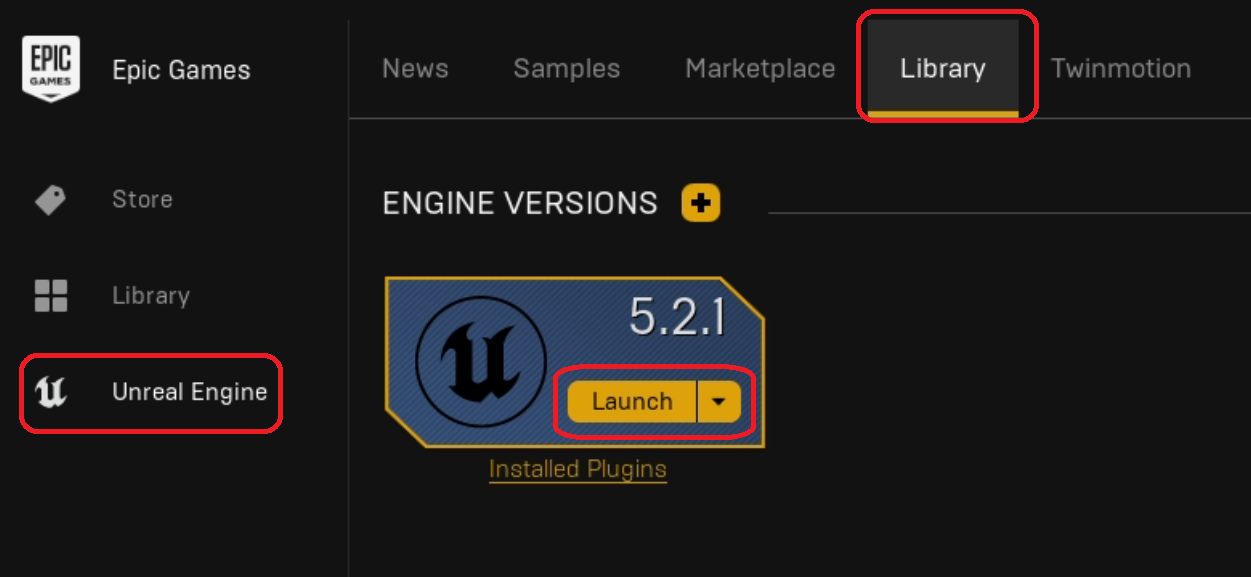 EPIC
GAMES
Epic Games
News Samples Marketplace Library Twinmotion
Store
Library
Unreal Engine
ENGINE VERSIONS
5.2.1
Launch
Installed Plugins